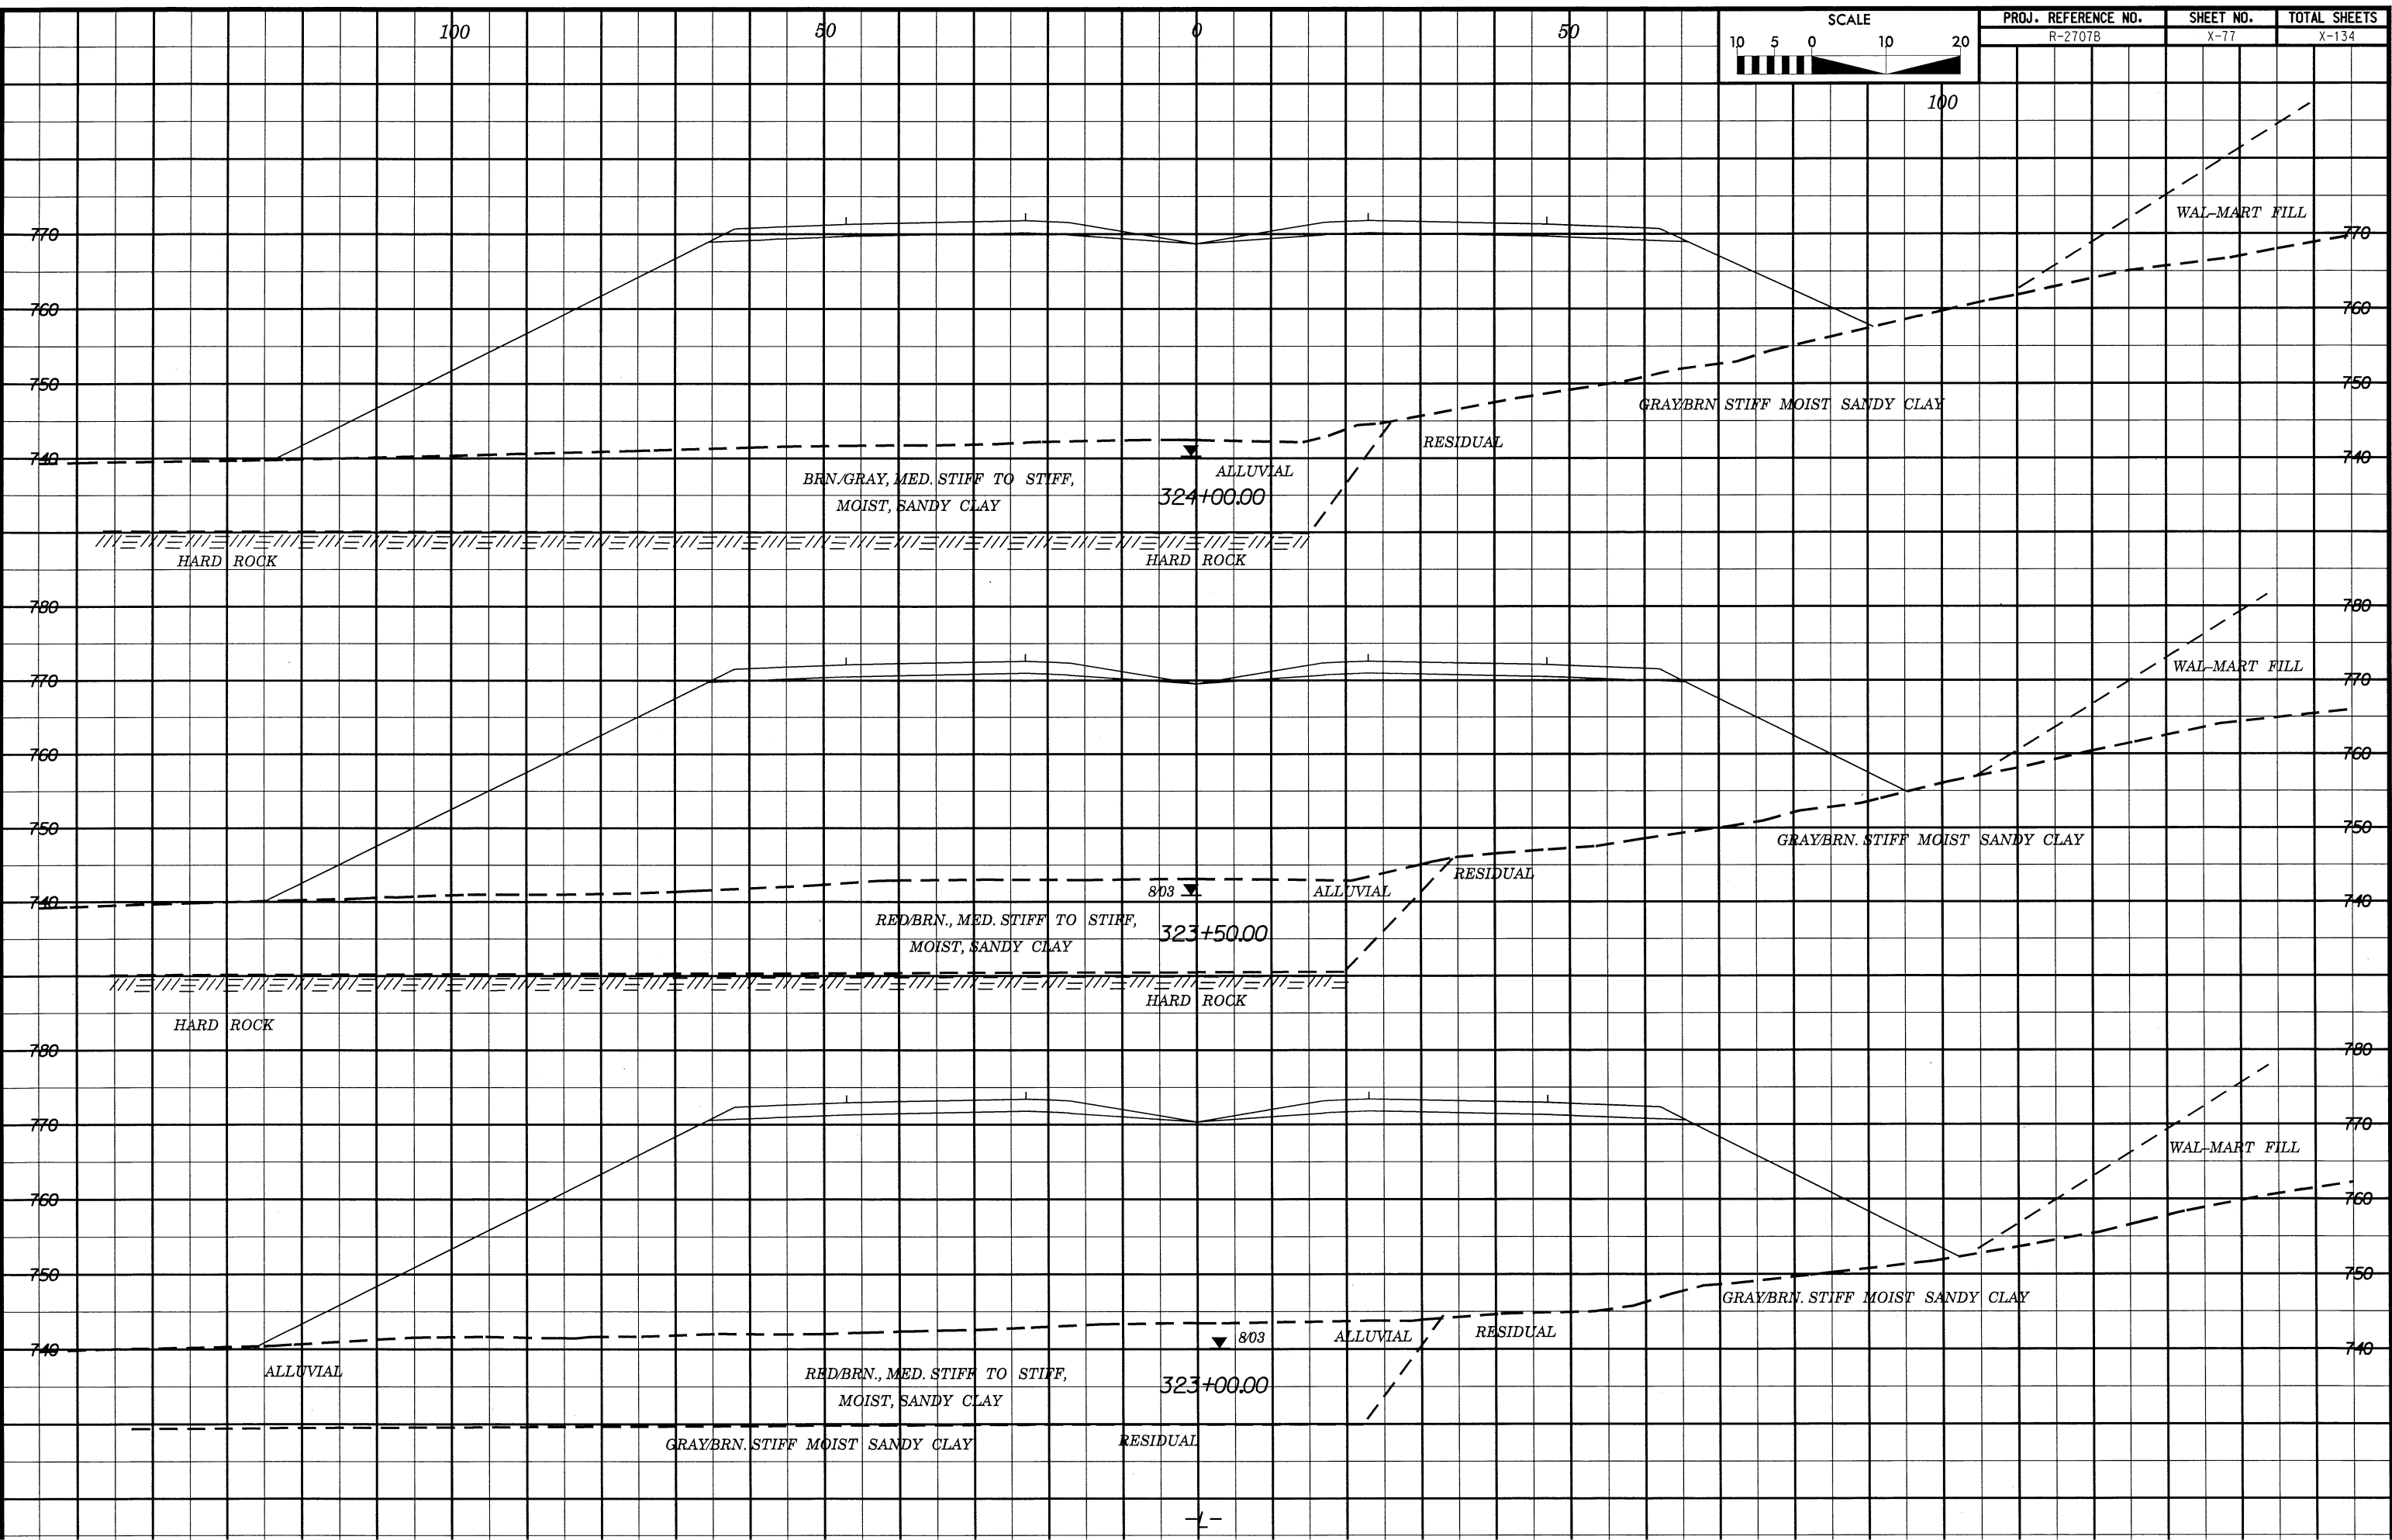 100 50 0 50
SCALE
10 5 0 10 20
PROJ. REFERENCE NO. SHEET NO. TOTAL SHEETS
R-2707B X-77 X-134
100
WAL-MART FILL
770 770
760 760
750 750
GRAY/BRN STIFF MOIST SANDY CLAY
RESIDUAL
740 740
ALLUVIAL
BRN./GRAY, MED. STIFF TO STIFF,
MOIST, SANDY CLAY
324+00.00
HARD ROCK HARD ROCK
780 780
WAL-MART FILL
770 770
760 760
750 750
GRAY/BRN. STIFF MOIST SANDY CLAY
RESIDUAL
8/03 ALLUVIAL
740 740
RED/BRN., MED. STIFF TO STIFF,
MOIST, SANDY CLAY
323+50.00
HARD ROCK
HARD ROCK
780 780
770 770
WAL-MART FILL
760 760
750 750
GRAY/BRN. STIFF MOIST SANDY CLAY
8/03 ALLUVIAL RESIDUAL
740 740
ALLUVIAL
RED/BRN., MED. STIFF TO STIFF,
MOIST, SANDY CLAY
323+00.00
GRAY/BRN. STIFF MOIST SANDY CLAY RESIDUAL
-L-